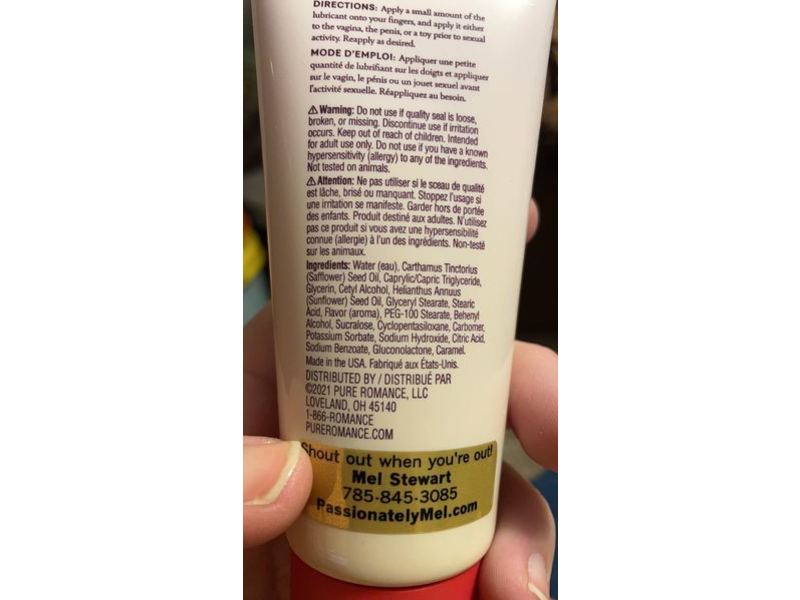 DIRECTIONS: Apply a small amount of the
lubricant onto your fingers, and apply it either
to the vagina, the penis, or a toy prior to sexual
activity. Reapply as desired.
MODE D'EMPLOI: Appliquer une petite
quantité de lubrifiant sur les doigts et appliquer
sur le vagin, le pénis ou un jouet sexuel avant
l'activité sexuelle. Réappliquez au besoin.
⚠Warning: Do not use if quality seal is loose,
broken, or missing. Discontinue use if irritation
occurs. Keep out of reach of children. Intended
for adult use only. Do not use if you have a known
hypersensitivity (allergy) to any of the ingredients.
Not tested on animals.
⚠Attention: Ne pas utiliser si le sceau de qualité
est lâche, brisé ou manquant. Stoppez l'usage si
une irritation se manifeste. Garder hors de portée
des enfants. Produit destiné aux adultes. N'utilisez
pas ce produit si vous avez une hypersensibilité
connue (allergie) à l'un des ingrédients. Non-testé
sur les animaux.
Ingredients: Water (eau), Carthamus Tinctorius
(Safflower) Seed Oil, Caprylic/Capric Triglyceride,
Glycerin, Cetyl Alcohol, Helianthus Annuus
(Sunflower) Seed Oil, Glyceryl Stearate, Stearic
Acid, Flavor (aroma), PEG-100 Stearate, Behenyl
Alcohol, Sucralose, Cyclopentasiloxane, Carbomer,
Potassium Sorbate, Sodium Hydroxide, Citric Acid,
Sodium Benzoate, Gluconolactone, Caramel.
Made in the USA. Fabriqué aux États-Unis.
DISTRIBUTED BY / DISTRIBUÉ PAR
©2021 PURE ROMANCE, LLC
LOVELAND, OH 45140
1-866-ROMANCE
PUREROMANCE.COM
Shout out when you're out!
Mel Stewart
785-845-3085
PassionatelyMel.com